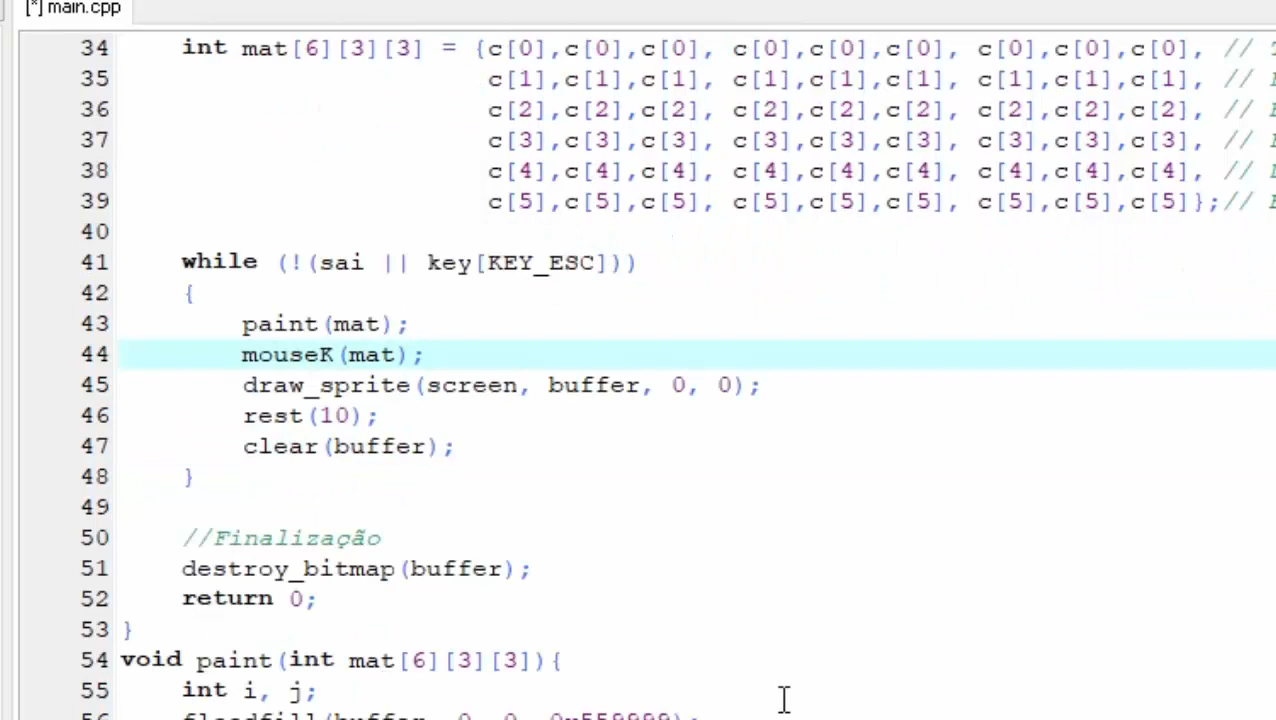 [*] main.cpp
34 int mat[6][3][3] = {c[0],c[0],c[0], c[0],c[0],c[0], c[0],c[0],c[0], //
35 c[1],c[1],c[1], c[1],c[1],c[1], c[1],c[1],c[1], //
36 c[2],c[2],c[2], c[2],c[2],c[2], c[2],c[2],c[2], //
37 c[3],c[3],c[3], c[3],c[3],c[3], c[3],c[3],c[3], //
38 c[4],c[4],c[4], c[4],c[4],c[4], c[4],c[4],c[4], //
39 c[5],c[5],c[5], c[5],c[5],c[5], c[5],c[5],c[5]};//
40
41 while (!(sai || key[KEY_ESC]))
42 {
43 paint(mat);
44 mouseK(mat);
45 draw_sprite(screen, buffer, 0, 0);
46 rest(10);
47 clear(buffer);
48 }
49
50 //Finalização
51 destroy_bitmap(buffer);
52 return 0;
53 }
54 void paint(int mat[6][3][3]){
55 int i, j;